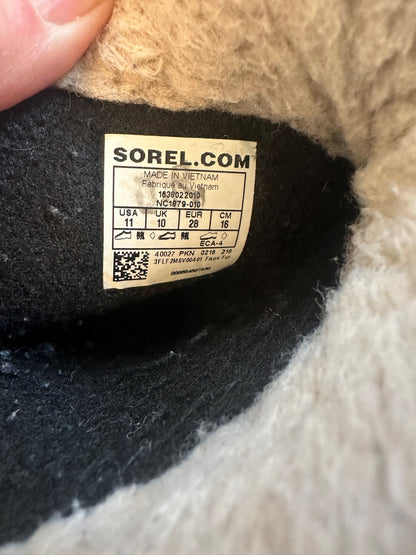 SOREL.COM
MADE IN VIETNAM
Fabriqué au Vietnam
1638022010
NC1879-010
USA UK EUR CM
11 10 28 16
ECA-4
40027 PKN 0216 216
Faux Fur